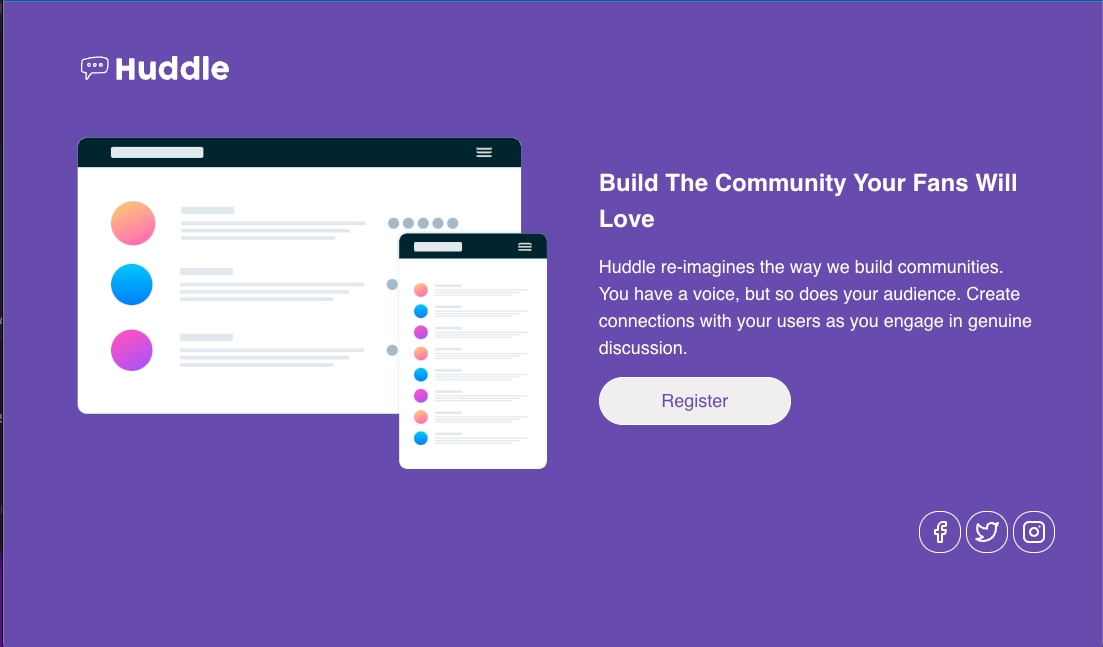 Huddle
Build The Community Your Fans Will
Love
Huddle re-imagines the way we build communities.
You have a voice, but so does your audience. Create
connections with your users as you engage in genuine
discussion.
Register